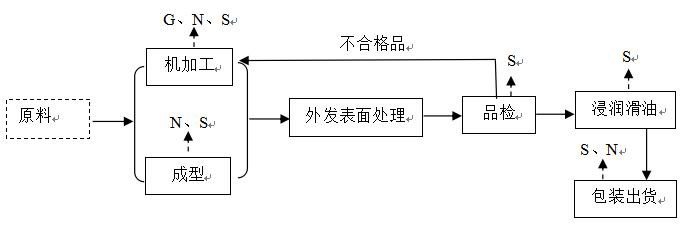 G、N、S
不合格品
机加工
S
S
原料
N、S
外发表面处理
品检
浸润滑油
成型
S、N
包装出货